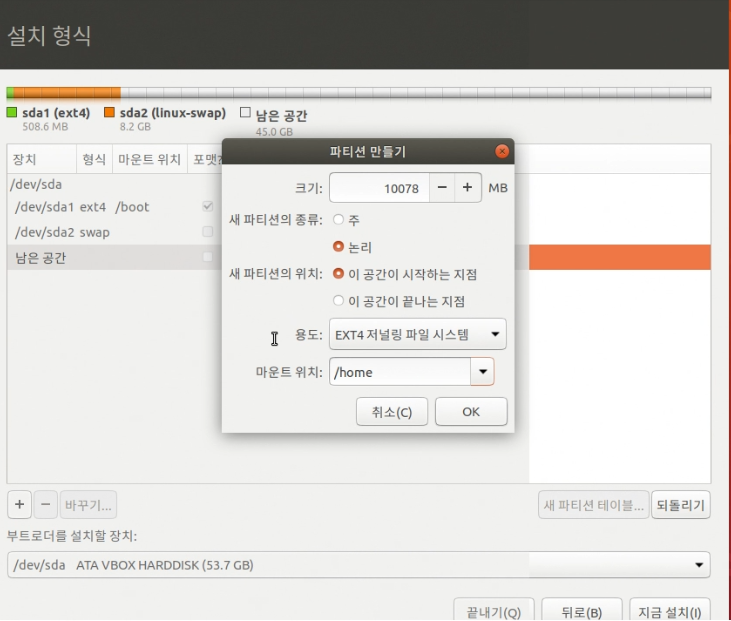 설치 형식
sda1 (ext4) sda2 (linux-swap) 남은 공간
508.6 MB 8.2 GB 45.0 GB
파티션 만들기
장치 형식 마운트 위치 포맷?
/dev/sda
/dev/sda1 ext4 /boot
/dev/sda2 swap
남은 공간
크기: 10078 − + MB
새 파티션의 종류: 주
논리
새 파티션의 위치: 이 공간이 시작하는 지점
이 공간이 끝나는 지점
용도: EXT4 저널링 파일 시스템
마운트 위치: /home
취소(C) OK
+ − 바꾸기... 새 파티션 테이블... 되돌리기
부트로더를 설치할 장치:
/dev/sda ATA VBOX HARDDISK (53.7 GB)
끝내기(Q) 뒤로(B) 지금 설치(I)